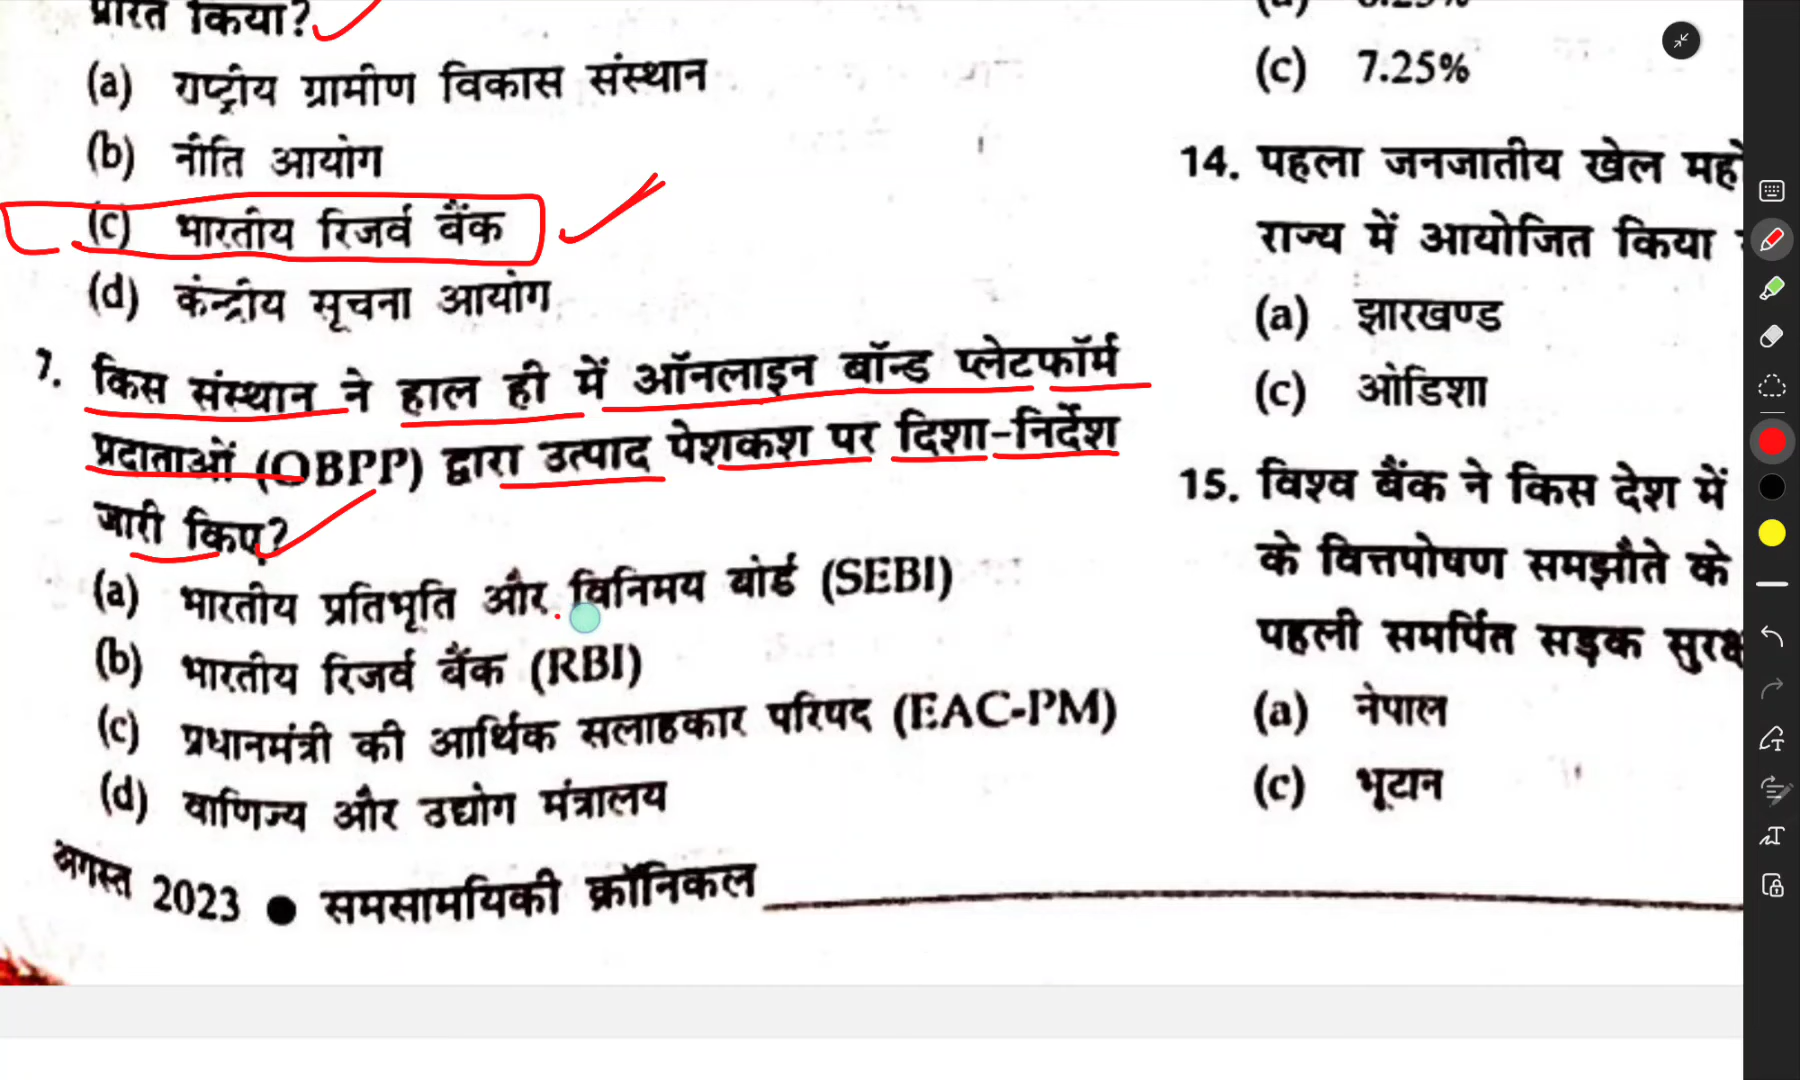 प्रारत किया?
(a) राष्ट्रीय ग्रामीण विकास संस्थान
(b) नीति आयोग
(c) भारतीय रिजर्व बैंक
(d) केन्द्रीय सूचना आयोग
7. किस संस्थान ने हाल ही में ऑनलाइन बॉन्ड प्लेटफॉर्म
प्रदाताओं (OBPP) द्वारा उत्पाद पेशकश पर दिशा-निर्देश
जारी किए?
(a) भारतीय प्रतिभृति और विनिमय बोर्ड (SEBI)
(b) भारतीय रिजर्व बैंक (RBI)
(c) प्रधानमंत्री की आर्थिक सलाहकार परिषद (EAC-PM)
(d) वाणिज्य और उद्योग मंत्रालय
अगस्त 2023 ● समसामयिकी क्रॉनिकल
(c) 7.25%
14. पहला जनजातीय खेल
राज्य में आयोजित किया
(a) झारखण्ड
(c) ओडिशा
15. विश्व बैंक ने किस देश में
के वित्तपोषण समझौते के
पहली समर्पित सड़क
(a) नेपाल
(c) भूटान